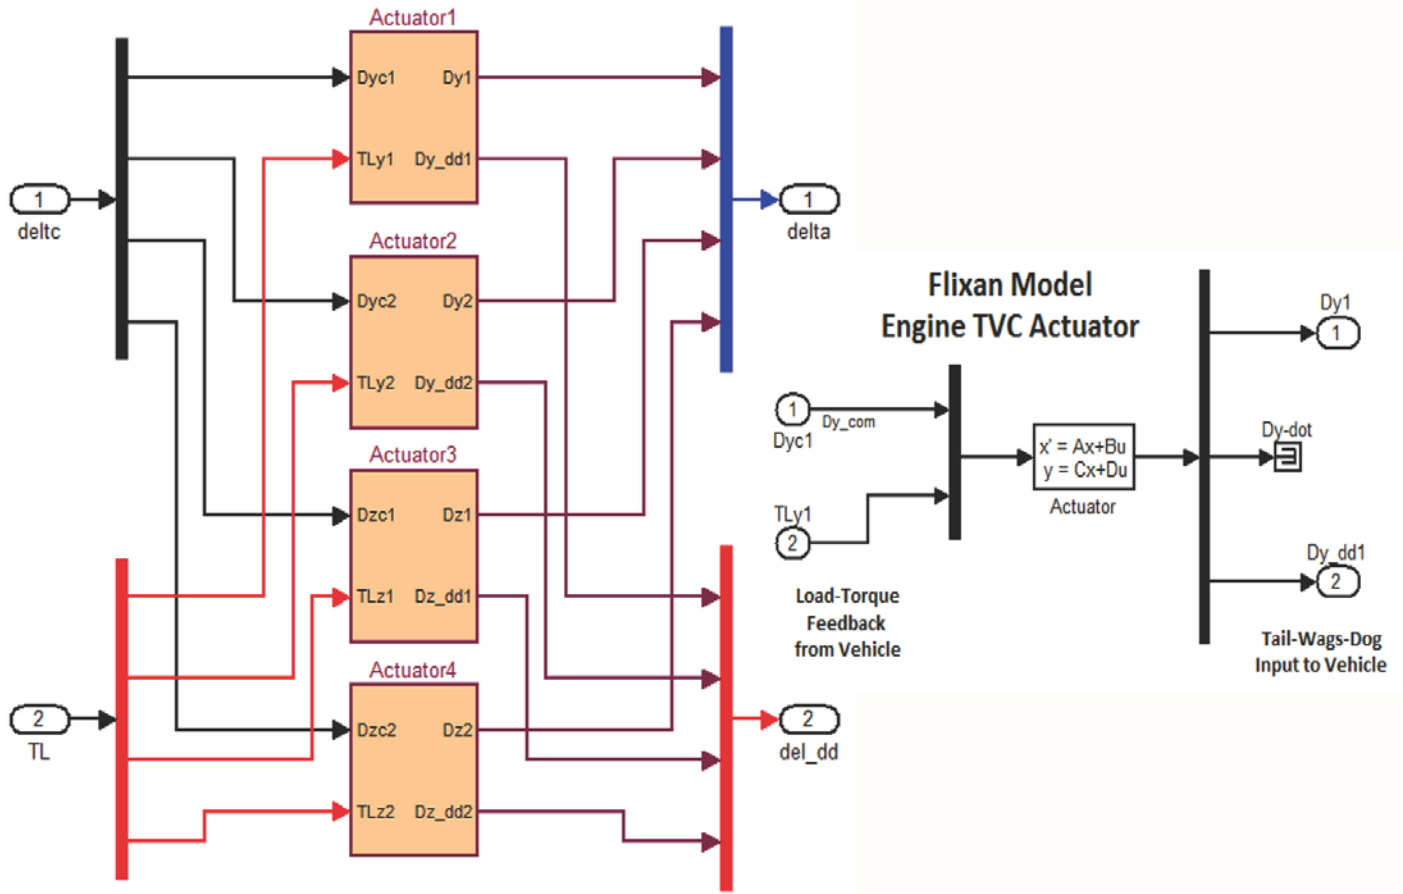 Actuator1
Dyc1 Dy1
TLy1 Dy_dd1
1
deltc
1
delta
Actuator2
Dyc2 Dy2
TLy2 Dy_dd2
Actuator3
Dzc1 Dz1
TLz1 Dz_dd1
Actuator4
Dzc2 Dz2
TLz2 Dz_dd2
2
TL
2
del_dd
Flixan Model
Engine TVC Actuator
1
Dyc1
Dy_com
TLy1
2
Load-Torque
Feedback
from Vehicle
x' = Ax+Bu
y = Cx+Du
Actuator
Dy1
1
Dy-dot
Dy_dd1
2
Tail-Wags-Dog
Input to Vehicle